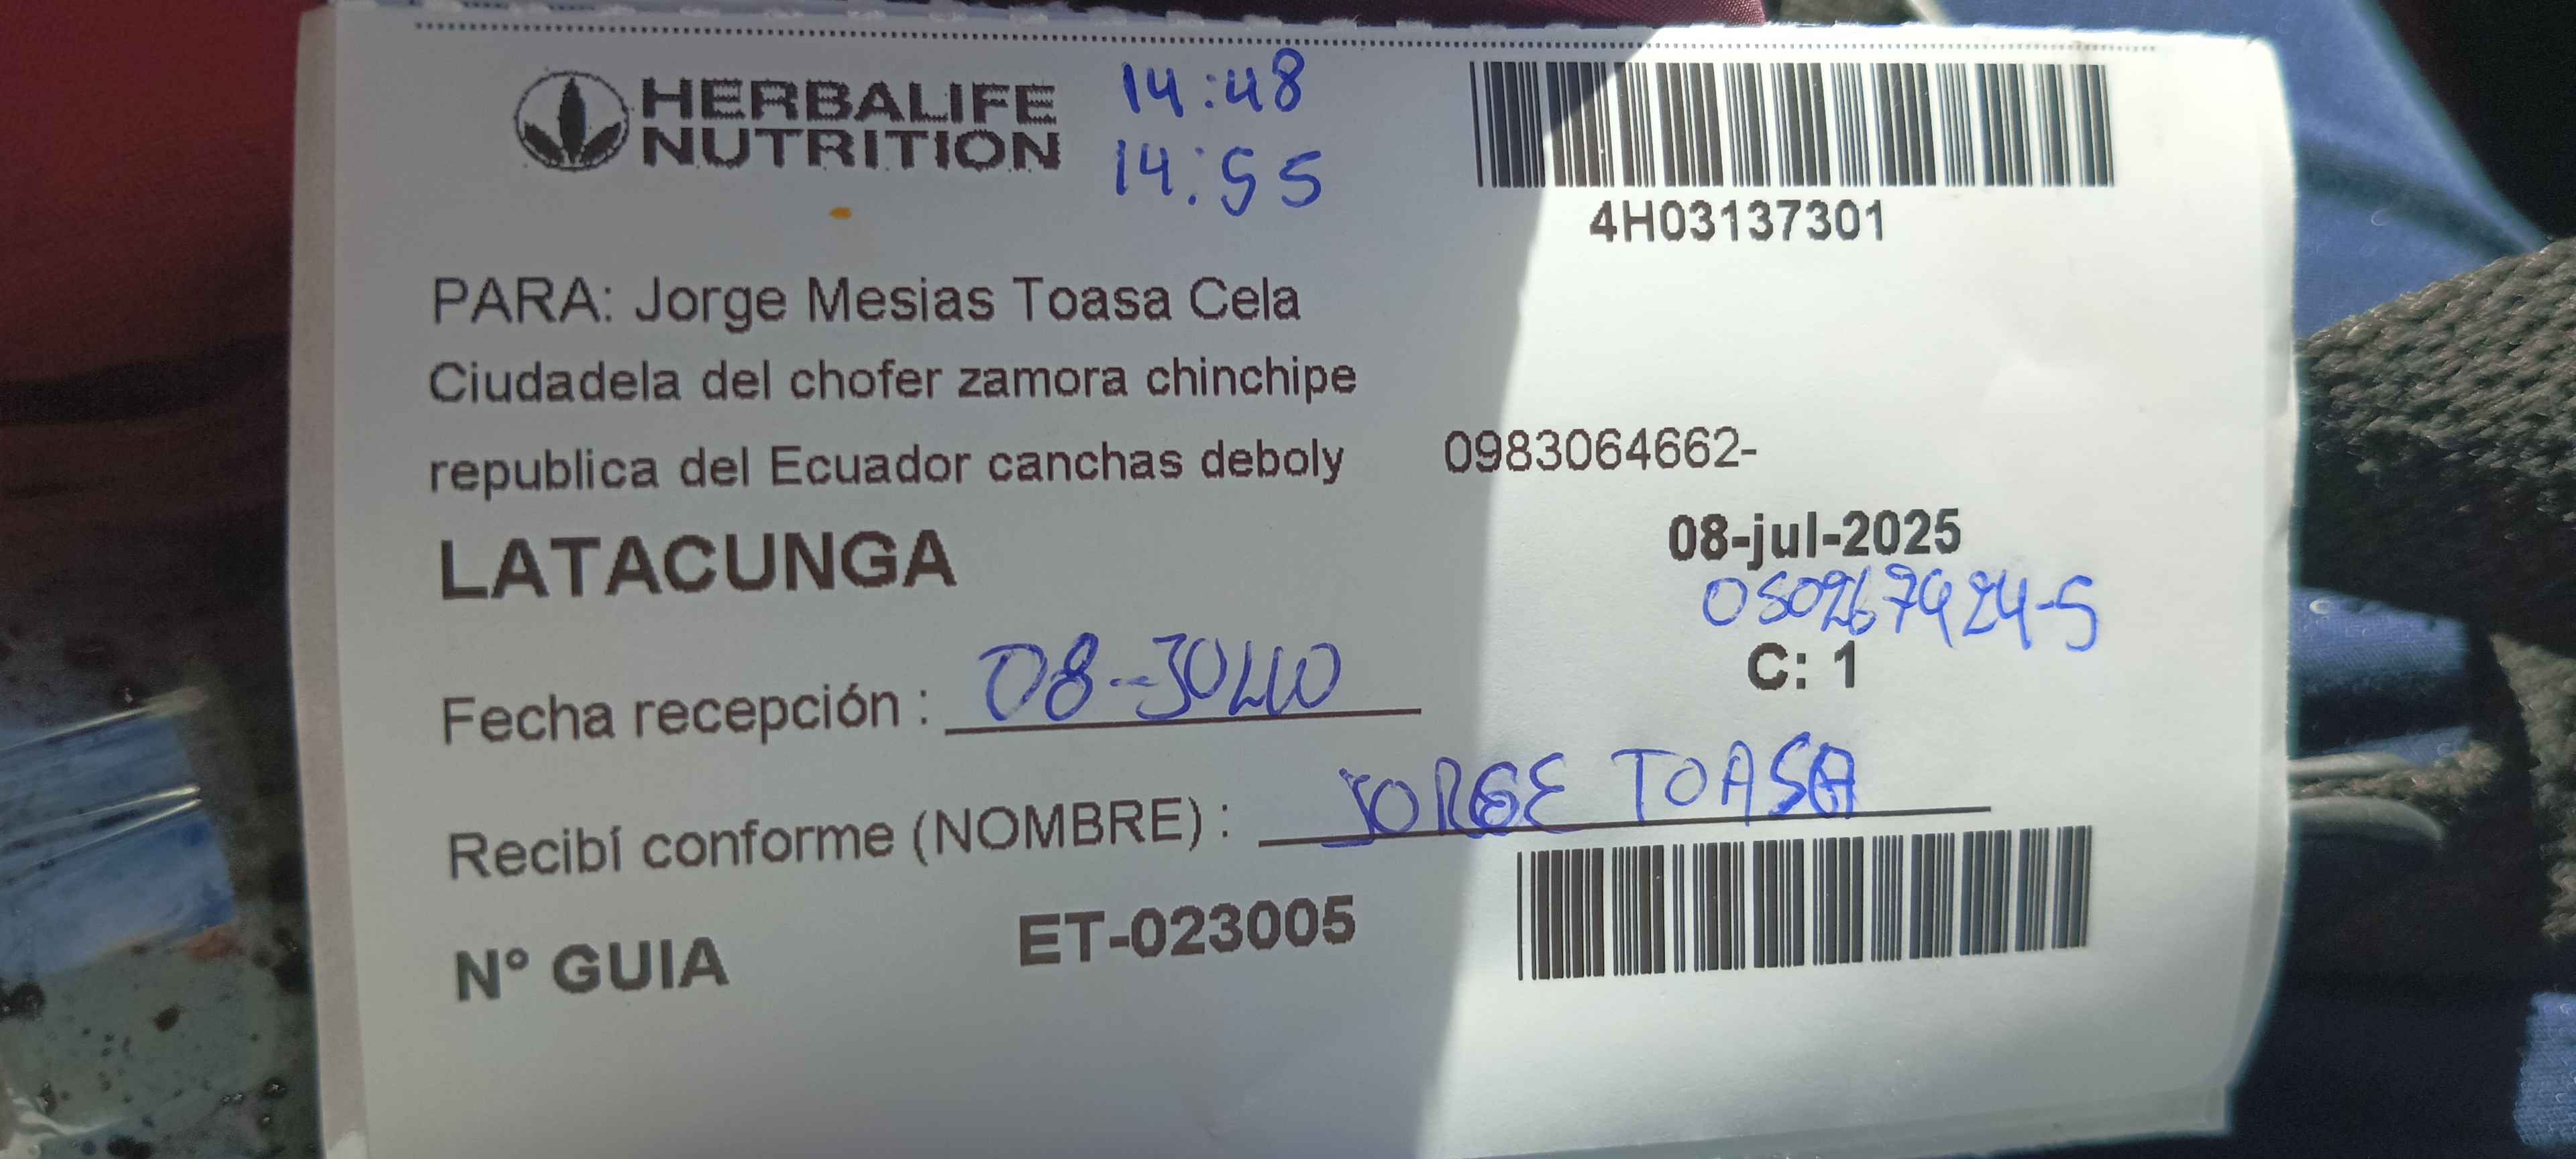 HERBALIFE
NUTRITION
14:48
14:55
4H03137301
PARA: Jorge Mesias Toasa Cela
Ciudadela del chofer zamora chinchipe
republica del Ecuador canchas deboly 0983064662-
LATACUNGA
08-jul-2025
050267924-5
C: 1
Fecha recepción : 08--JULIO
Recibí conforme (NOMBRE) : JORGE TOASA
N° GUIA ET-023005